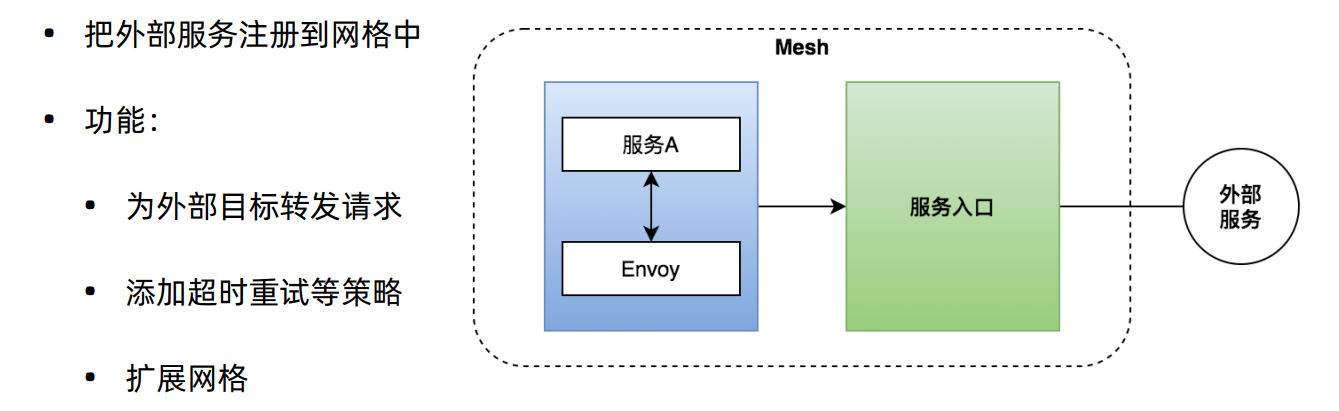 • 把外部服务注册到网格中
• 功能：
• 为外部目标转发请求
• 添加超时重试等策略
• 扩展网格
Mesh
服务A
Envoy
服务入口
外部
服务